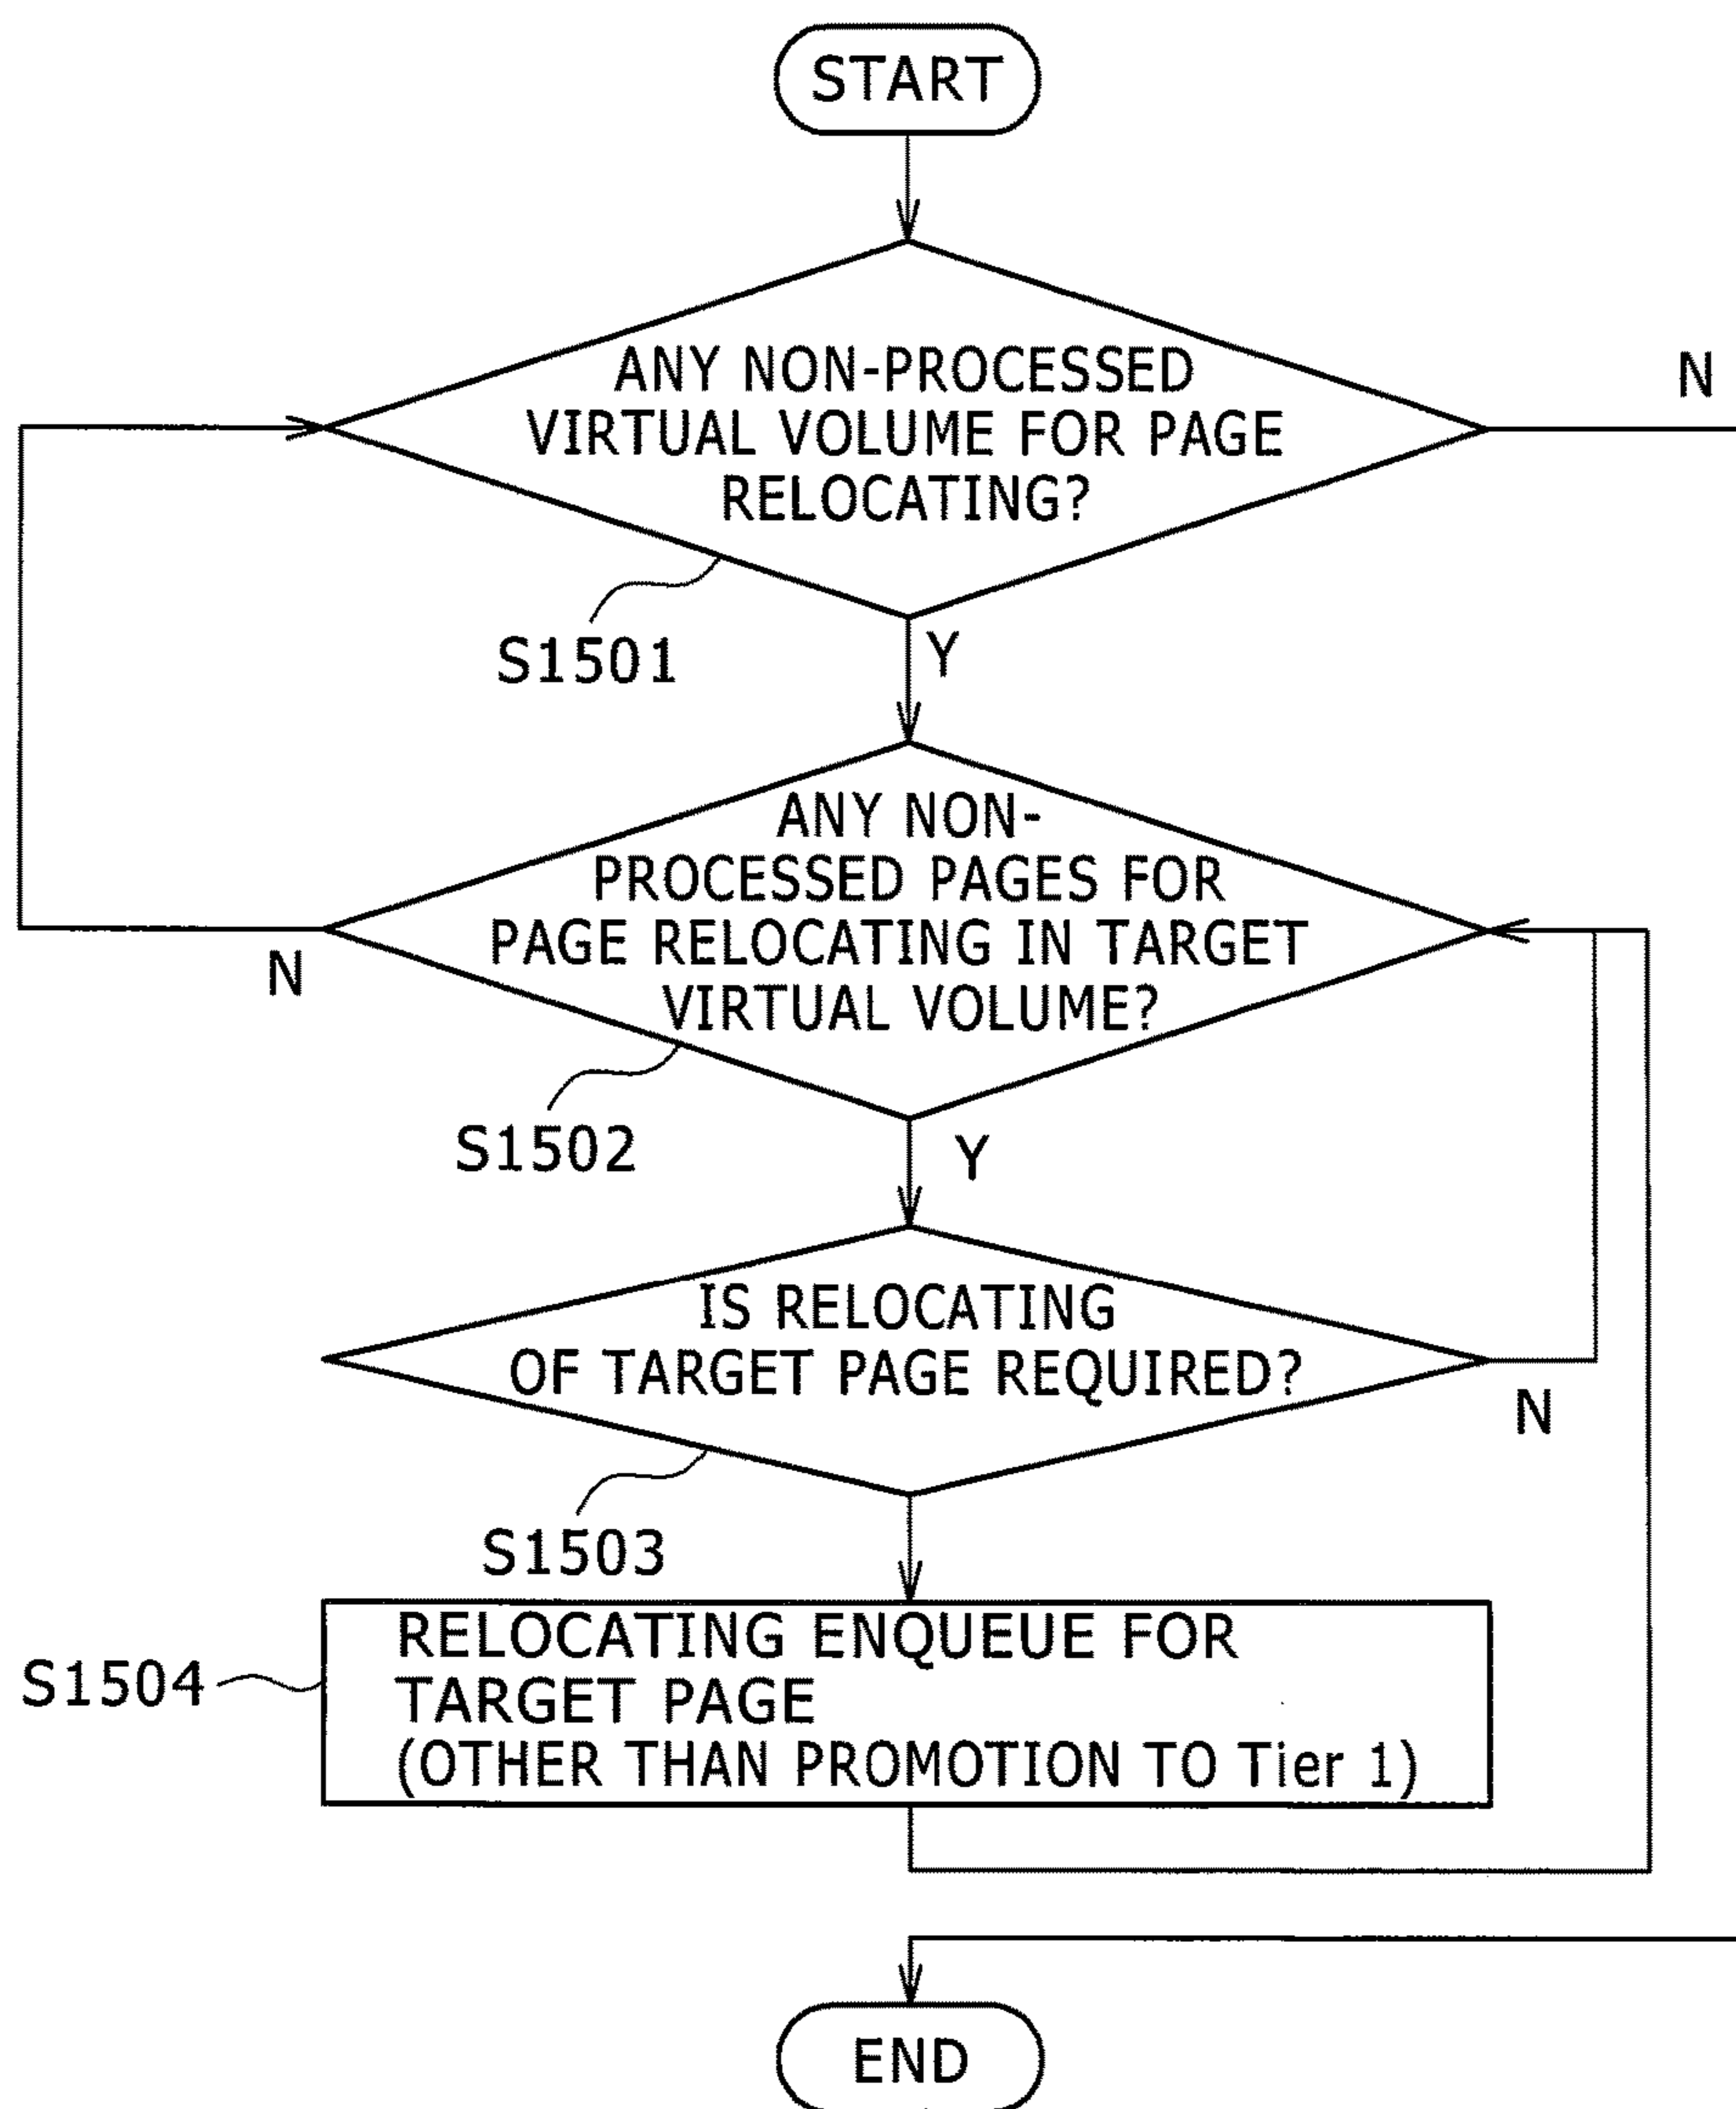 START
ANY NON-PROCESSED
VIRTUAL VOLUME FOR PAGE
RELOCATING?
N
S1501
Y
ANY NON-
PROCESSED PAGES FOR
PAGE RELOCATING IN TARGET
VIRTUAL VOLUME?
N
S1502
Y
IS RELOCATING
OF TARGET PAGE REQUIRED?
N
S1503
RELOCATING ENQUEUE FOR
TARGET PAGE
(OTHER THAN PROMOTION TO Tier 1)
S1504
END